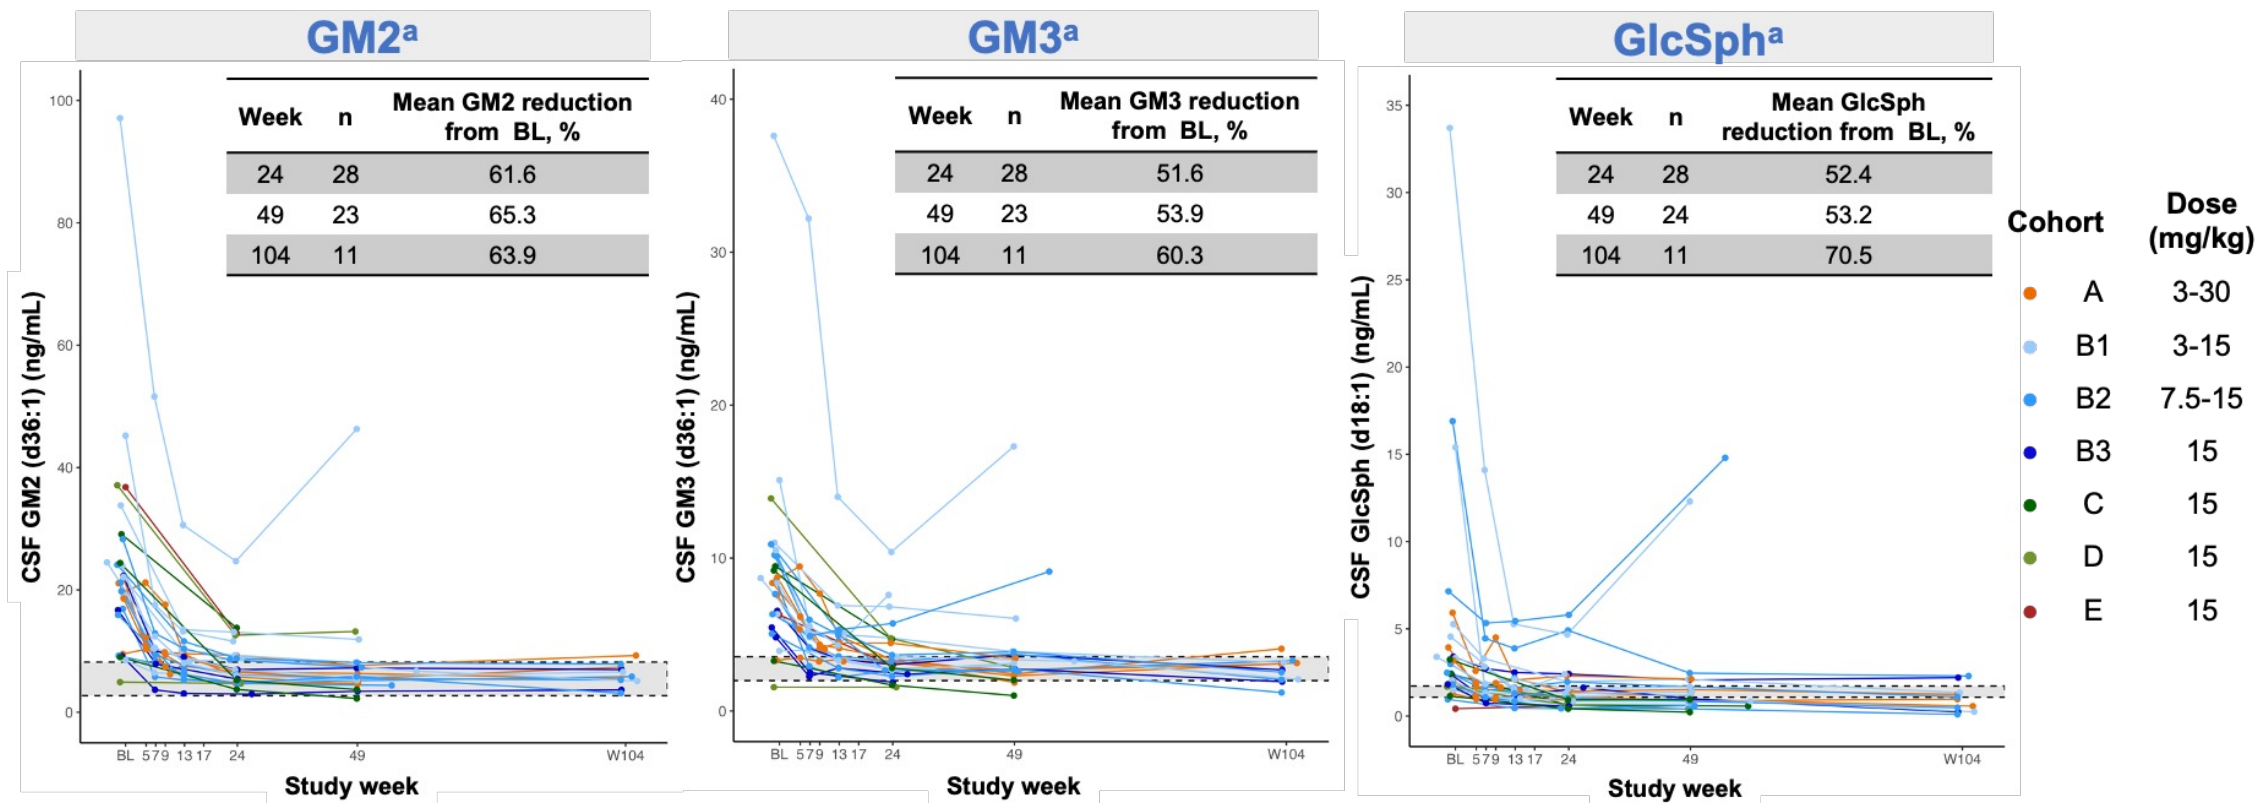 GM2ᵃ
Week n Mean GM2 reduction
from BL, %
24 28 61.6
49 23 65.3
104 11 63.9
CSF GM2 (d36:1) (ng/mL)
100
80
60
40
20
0
BL 5 7 9 13 17 24 49 W104
Study week
GM3ᵃ
Week n Mean GM3 reduction
from BL, %
24 28 51.6
49 23 53.9
104 11 60.3
CSF GM3 (d36:1) (ng/mL)
40
30
20
10
0
BL 5 7 9 13 17 24 49 W104
Study week
GlcSphᵃ
Week n Mean GlcSph
reduction from BL, %
24 28 52.4
49 24 53.2
104 11 70.5
CSF GlcSph (d18:1) (ng/mL)
35
30
25
20
15
10
5
0
BL 5 7 9 13 17 24 49 W104
Study week
Cohort Dose
(mg/kg)
A 3-30
B1 3-15
B2 7.5-15
B3 15
C 15
D 15
E 15